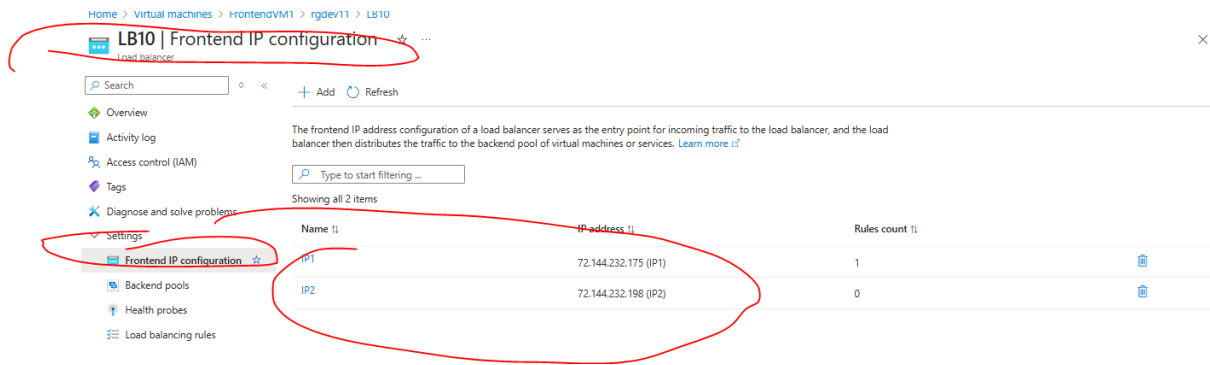 Home > Virtual machines > FrontendVM1 > rgdev11 > LB10
LB10 | Frontend IP configuration
Load balancer
Search
Add Refresh
Overview
Activity log
Access control (IAM)
Tags
Diagnose and solve problems
Settings
Frontend IP configuration
Backend pools
Health probes
Load balancing rules
The frontend IP address configuration of a load balancer serves as the entry point for incoming traffic to the load balancer, and the load
balancer then distributes the traffic to the backend pool of virtual machines or services. Learn more
Type to start filtering ...
Showing all 2 items
Name IP address Rules count
IP1 72.144.232.175 (IP1) 1
IP2 72.144.232.198 (IP2) 0